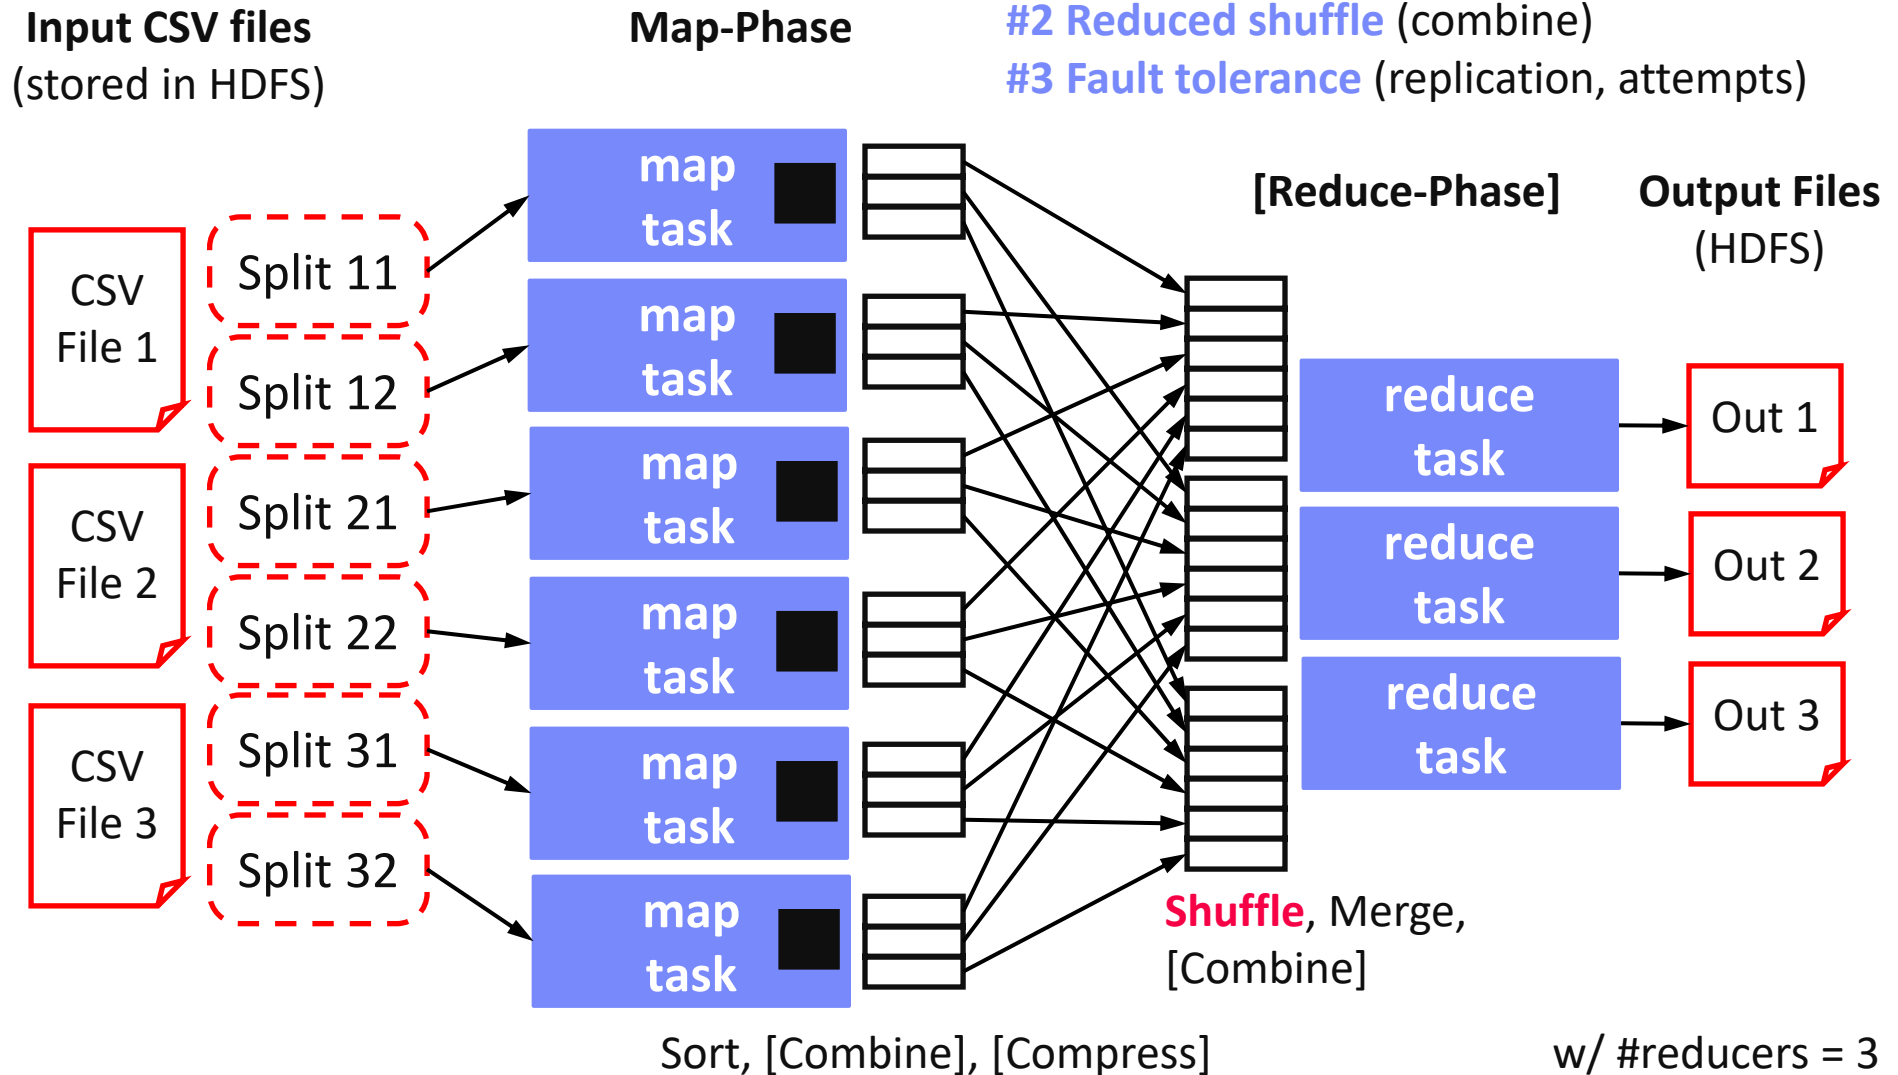 Input CSV files
(stored in HDFS)
Map-Phase
#2 Reduced shuffle (combine)
#3 Fault tolerance (replication, attempts)
[Reduce-Phase]
Output Files
(HDFS)
CSV
File 1
CSV
File 2
CSV
File 3
Split 11
Split 12
Split 21
Split 22
Split 31
Split 32
map
task
map
task
map
task
map
task
map
task
map
task
reduce
task
reduce
task
reduce
task
Out 1
Out 2
Out 3
Shuffle, Merge,
[Combine]
Sort, [Combine], [Compress]
w/ #reducers = 3